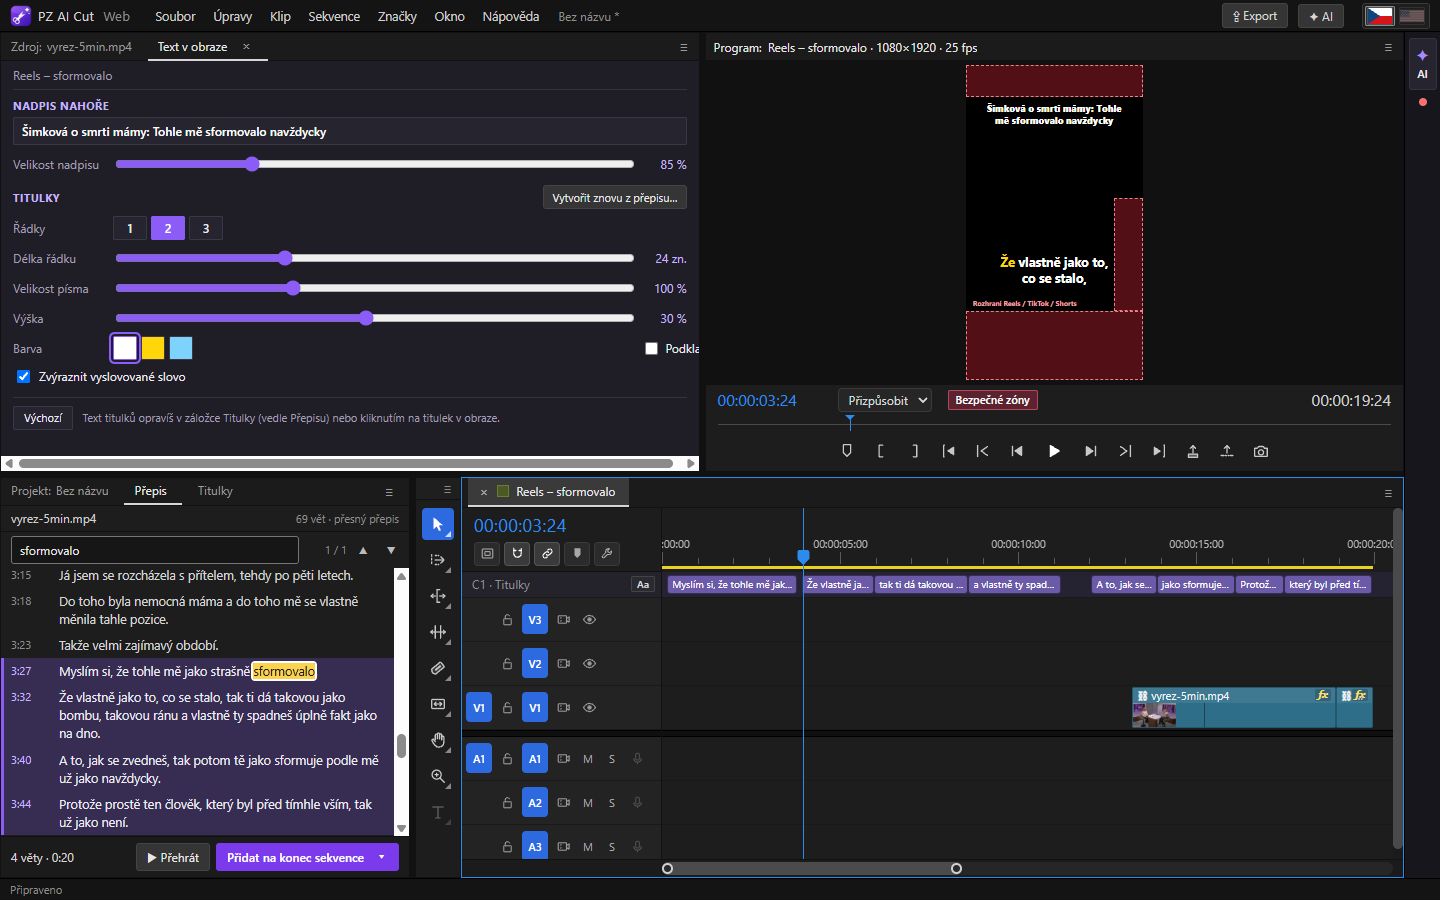 PZ AI Cut Web Soubor Úpravy Klip Sekvence Značky Okno Nápověda Bez názvu * Export AI
Zdroj: vyrez-5min.mp4 Text v obraze ×
Reels – sformovalo
NADPIS NAHOŘE
Šimková o smrti mámy: Tohle mě sformovalo navždycky
Velikost nadpisu 85 %
TITULKY Vytvořit znovu z přepisu...
Řádky 1 2 3
Délka řádku 24 zn.
Velikost písma 100 %
Výška 30 %
Barva Podkla
Zvýraznit vyslovované slovo
Výchozí Text titulků opravíš v záložce Titulky (vedle Přepisu) nebo kliknutím na titulek v obraze.
Program: Reels – sformovalo · 1080×1920 · 25 fps
Šimková o smrti mámy: Tohle
mě sformovalo navždycky
Že vlastně jako to,
co se stalo,
Rozhraní Reels / TikTok / Shorts
00:00:03:24 Přizpůsobit Bezpečné zóny 00:00:19:24
AI
Projekt: Bez názvu Přepis Titulky
vyrez-5min.mp4 69 vět · přesný přepis
sformovalo 1 / 1
3:15 Já jsem se rozcházela s přítelem, tehdy po pěti letech.
3:18 Do toho byla nemocná máma a do toho mě se vlastně
měnila tahle pozice.
3:23 Takže velmi zajímavý období.
3:27 Myslím si, že tohle mě jako strašně sformovalo
3:32 Že vlastně jako to, co se stalo, tak ti dá takovou jako
bombu, takovou ránu a vlastně ty spadneš úplně fakt jako
na dno.
3:40 A to, jak se zvedneš, tak potom tě jako sformuje podle mě
už jako navždycky.
3:44 Protože prostě ten člověk, který byl před tímhle vším, tak
už jako není.
4 věty · 0:20 Přehrát Přidat na konec sekvence
× Reels – sformovalo
00:00:03:24
:00:00 00:00:05:00 00:00:10:00 00:00:15:00 00:00:20:0
C1 · Titulky Aa Myslím si, že tohle mě jak... Že vlastně ja... tak ti dá takovou ... a vlastně ty spad... A to, jak se... jako sformuje... Protož... který byl před tí...
V3
V2
V1 V1 vyrez-5min.mp4 fx fx
A1 A1 M S
A2 M S
A3 M S
Připraveno